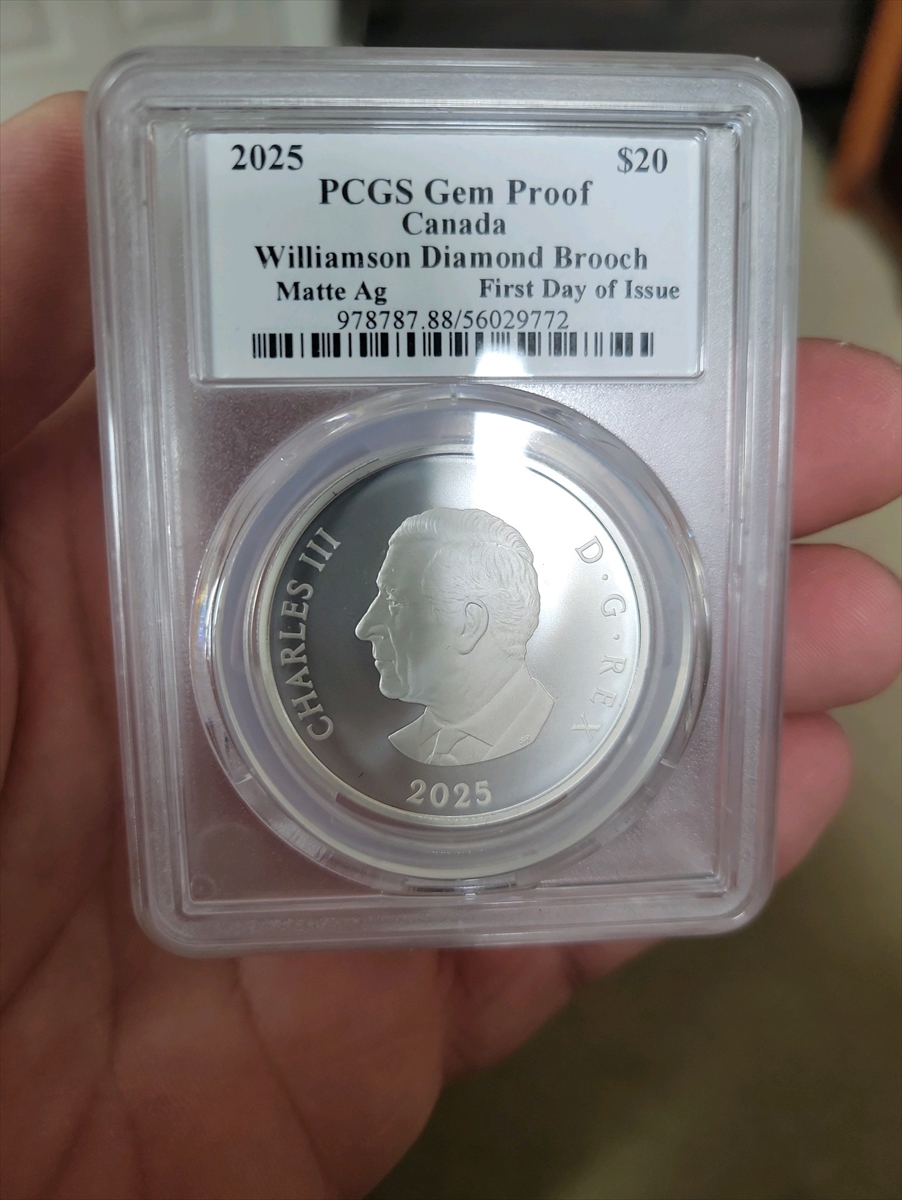 2025 $20
PCGS Gem Proof
Canada
Williamson Diamond Brooch
Matte Ag First Day of Issue
978787.88/56029772
CHARLES III
D·G·REX
2025